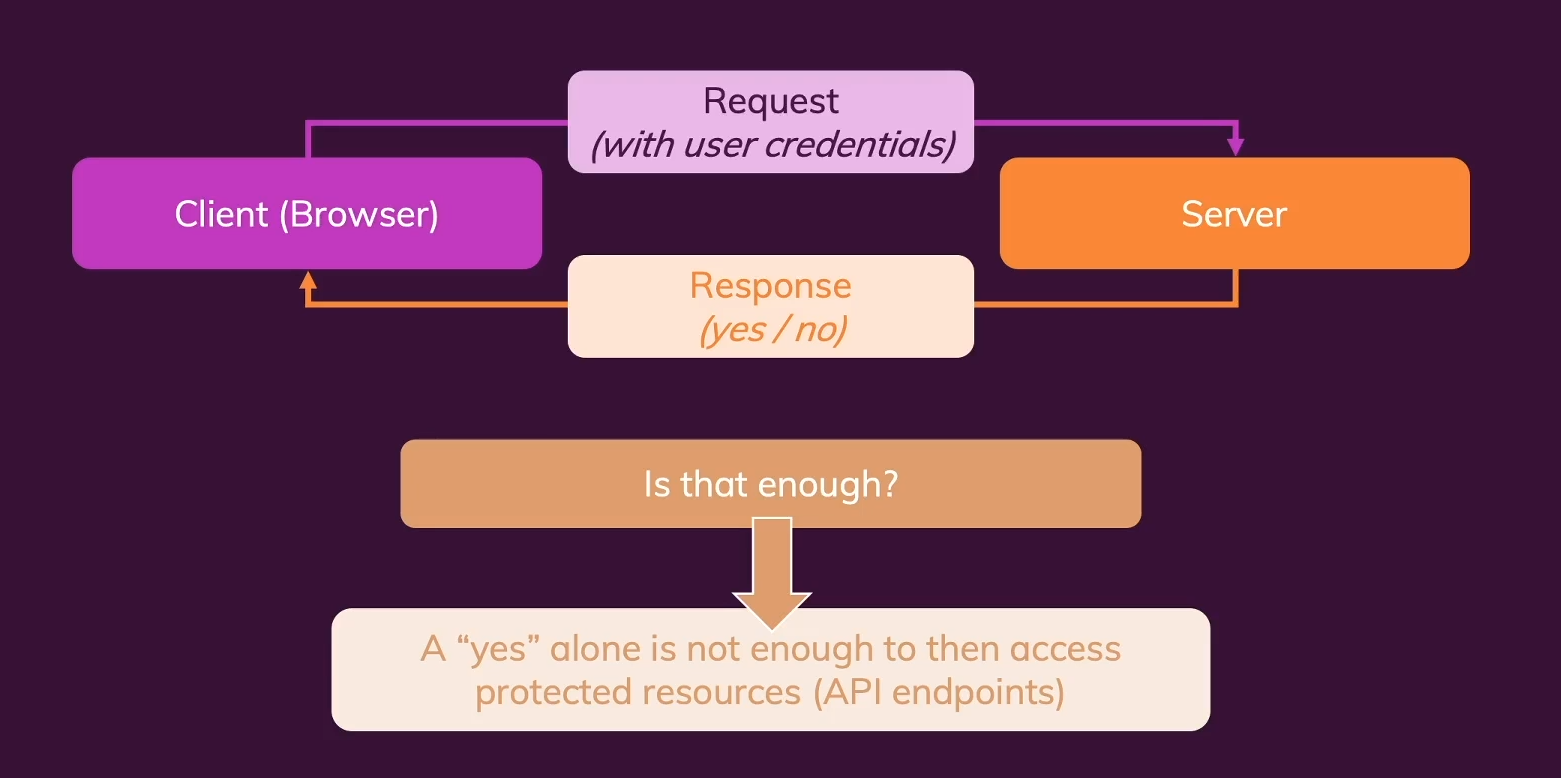 Request
(with user credentials)
Client (Browser)
Server
Response
(yes / no)
Is that enough?
A “yes” alone is not enough to then access
protected resources (API endpoints)